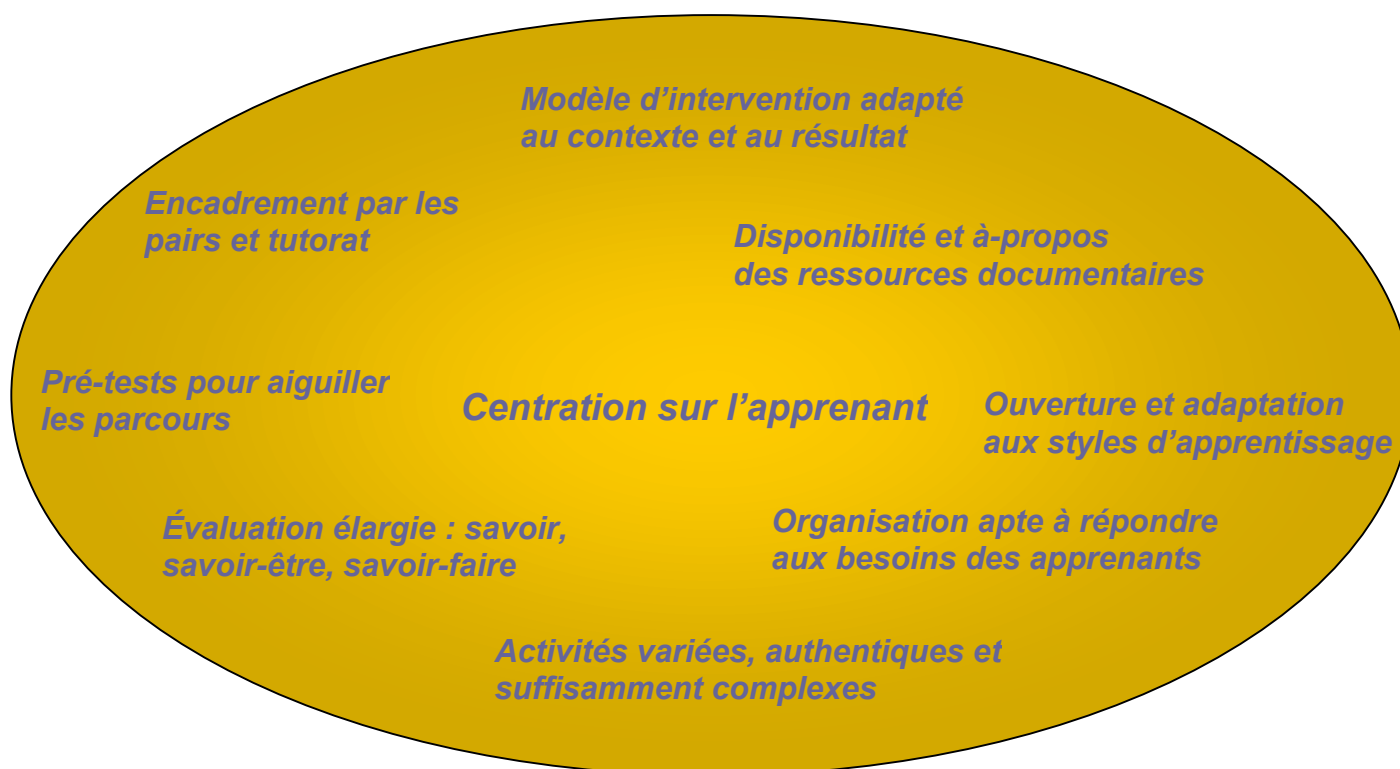 Modèle d’intervention adapté
au contexte et au résultat
Encadrement par les
pairs et tutorat
Disponibilité et à-propos
des ressources documentaires
Pré-tests pour aiguiller
les parcours
Centration sur l’apprenant
Ouverture et adaptation
aux styles d’apprentissage
Évaluation élargie : savoir,
savoir-être, savoir-faire
Organisation apte à répondre
aux besoins des apprenants
Activités variées, authentiques et
suffisamment complexes